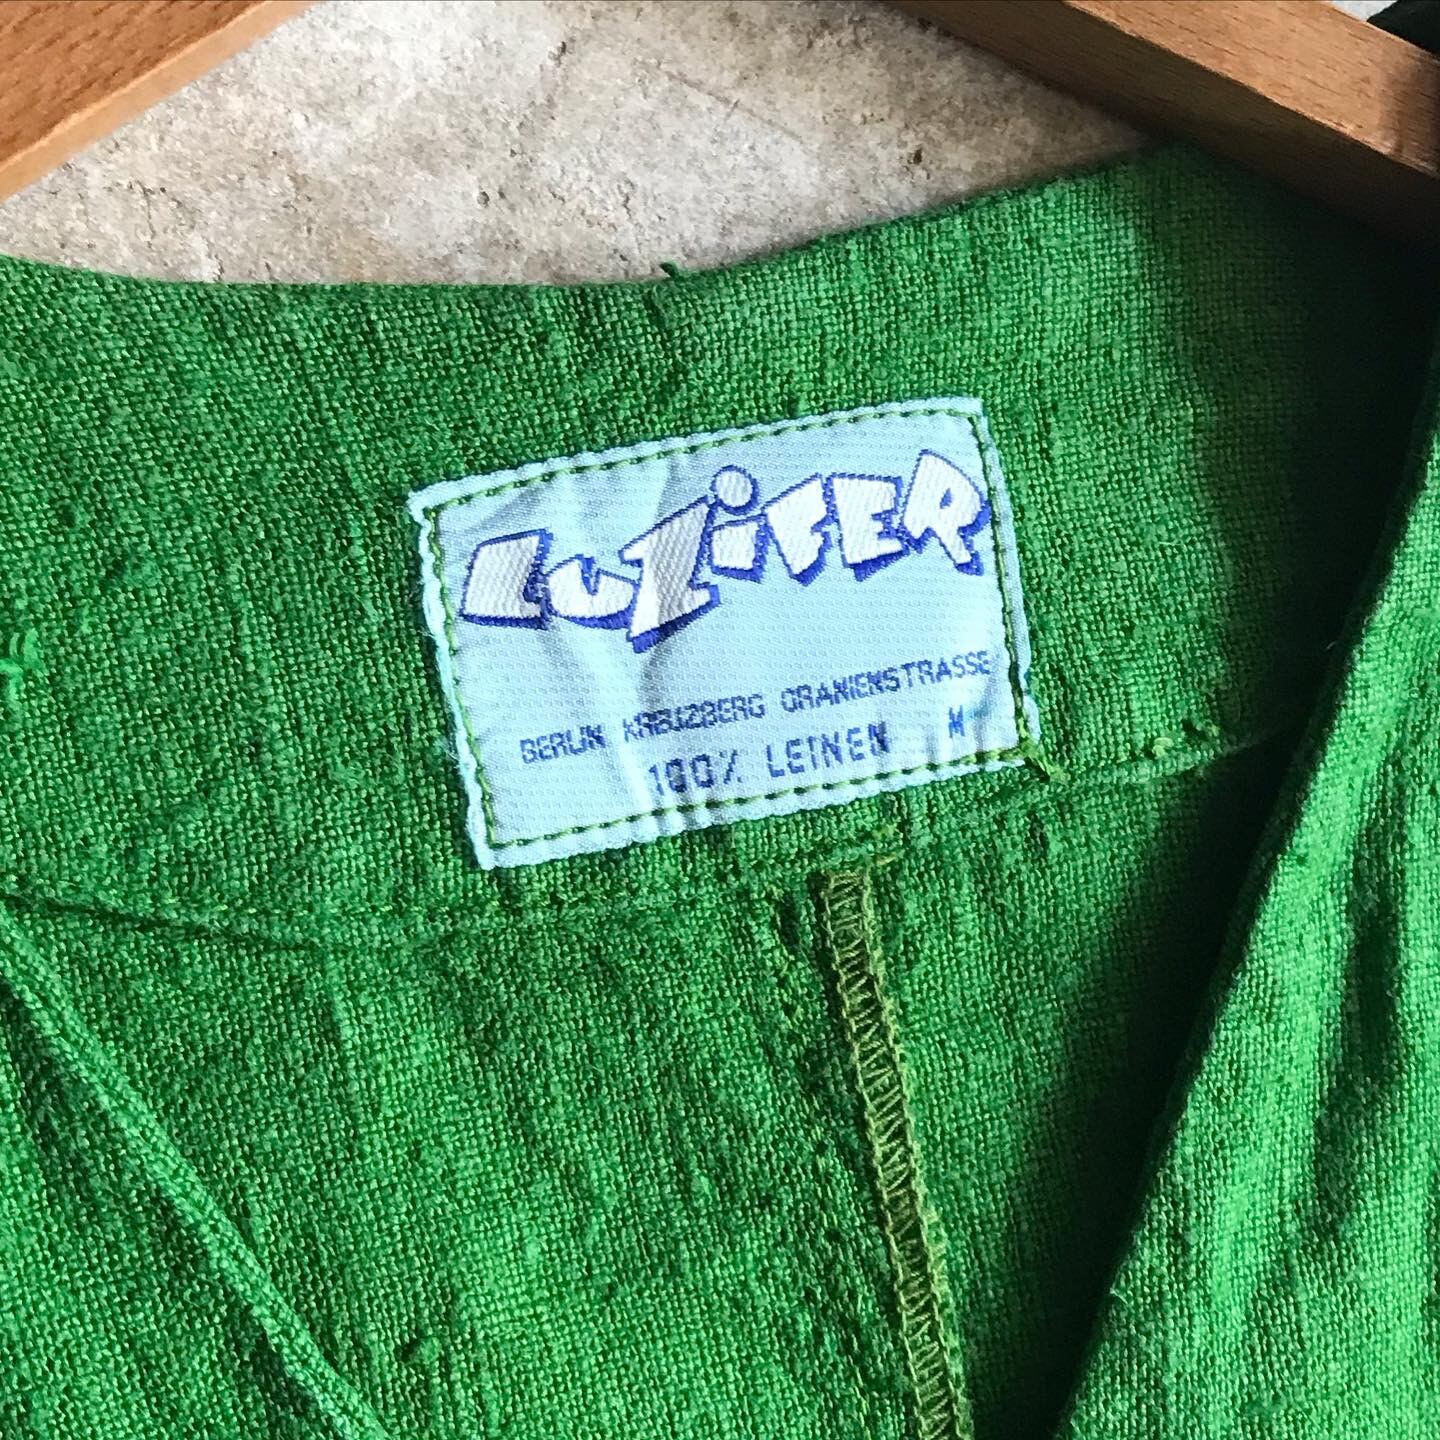 LUZiFER
BERLIN KREUZBERG ORANIENSTRASSE
100% LEINEN M